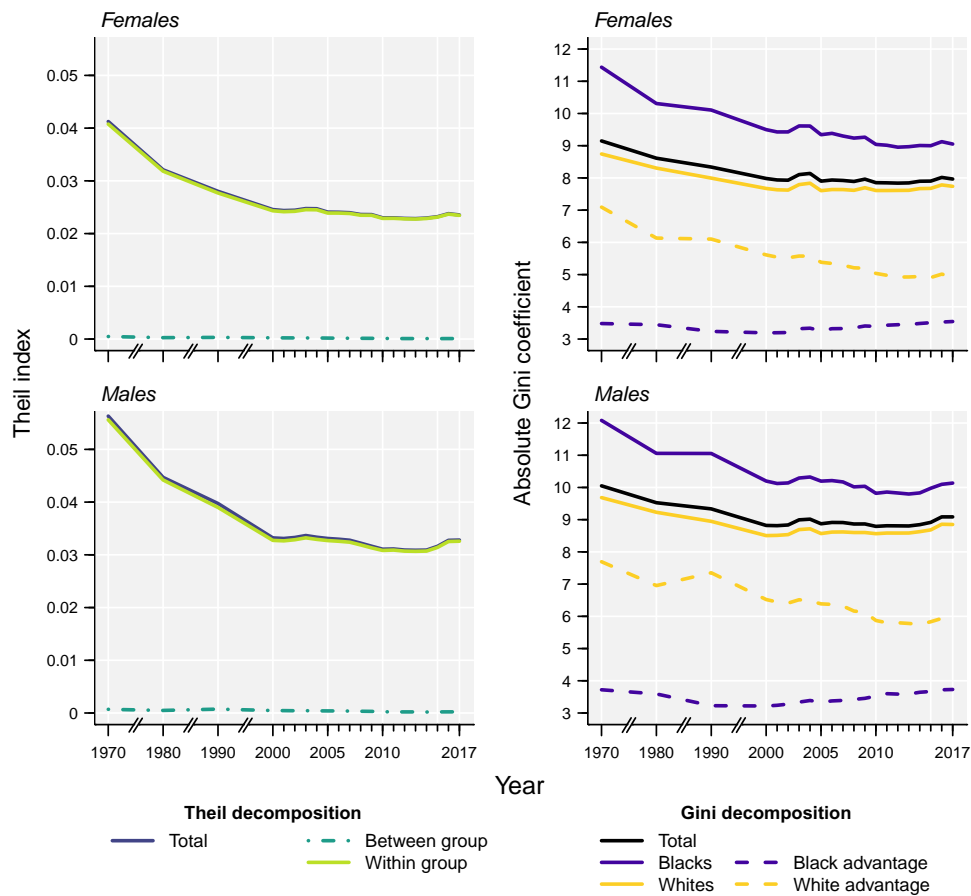 Females
Females
0.05
0.04
0.03
0.02
0.01
0
12
11
10
9
8
7
6
5
4
3
Theil index
Absolute Gini coefficient
Males
Males
0.05
0.04
0.03
0.02
0.01
0
12
11
10
9
8
7
6
5
4
3
1970 1980 1990 2000 2005 2010 2017
1970 1980 1990 2000 2005 2010 2017
Year
Theil decomposition
Total
Between group
Within group
Gini decomposition
Total
Blacks
Black advantage
Whites
White advantage